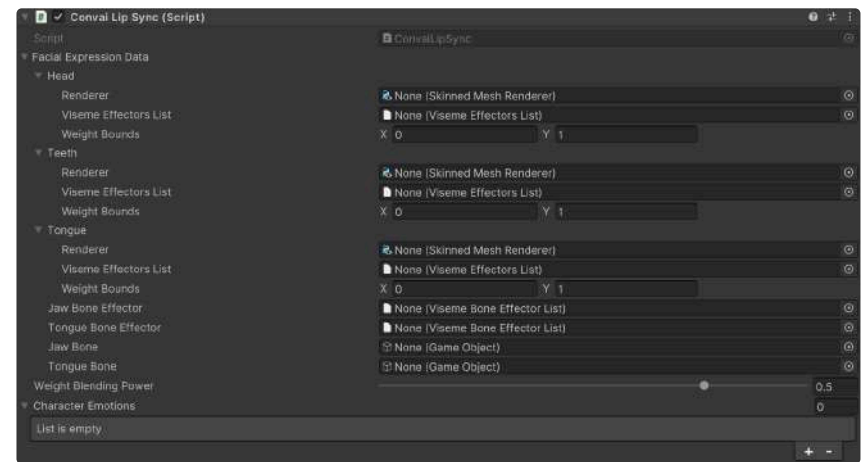 Convai Lip Sync (Script)
Script ConvaiLipSync
Facial Expression Data
Head
Renderer None (Skinned Mesh Renderer)
Viseme Effectors List None (Viseme Effectors List)
Weight Bounds X 0 Y 1
Teeth
Renderer None (Skinned Mesh Renderer)
Viseme Effectors List None (Viseme Effectors List)
Weight Bounds X 0 Y 1
Tongue
Renderer None (Skinned Mesh Renderer)
Viseme Effectors List None (Viseme Effectors List)
Weight Bounds X 0 Y 1
Jaw Bone Effector None (Viseme Bone Effector List)
Tongue Bone Effector None (Viseme Bone Effector List)
Jaw Bone None (Game Object)
Tongue Bone None (Game Object)
Weight Blending Power 0.5
Character Emotions 0
List is empty
+ -